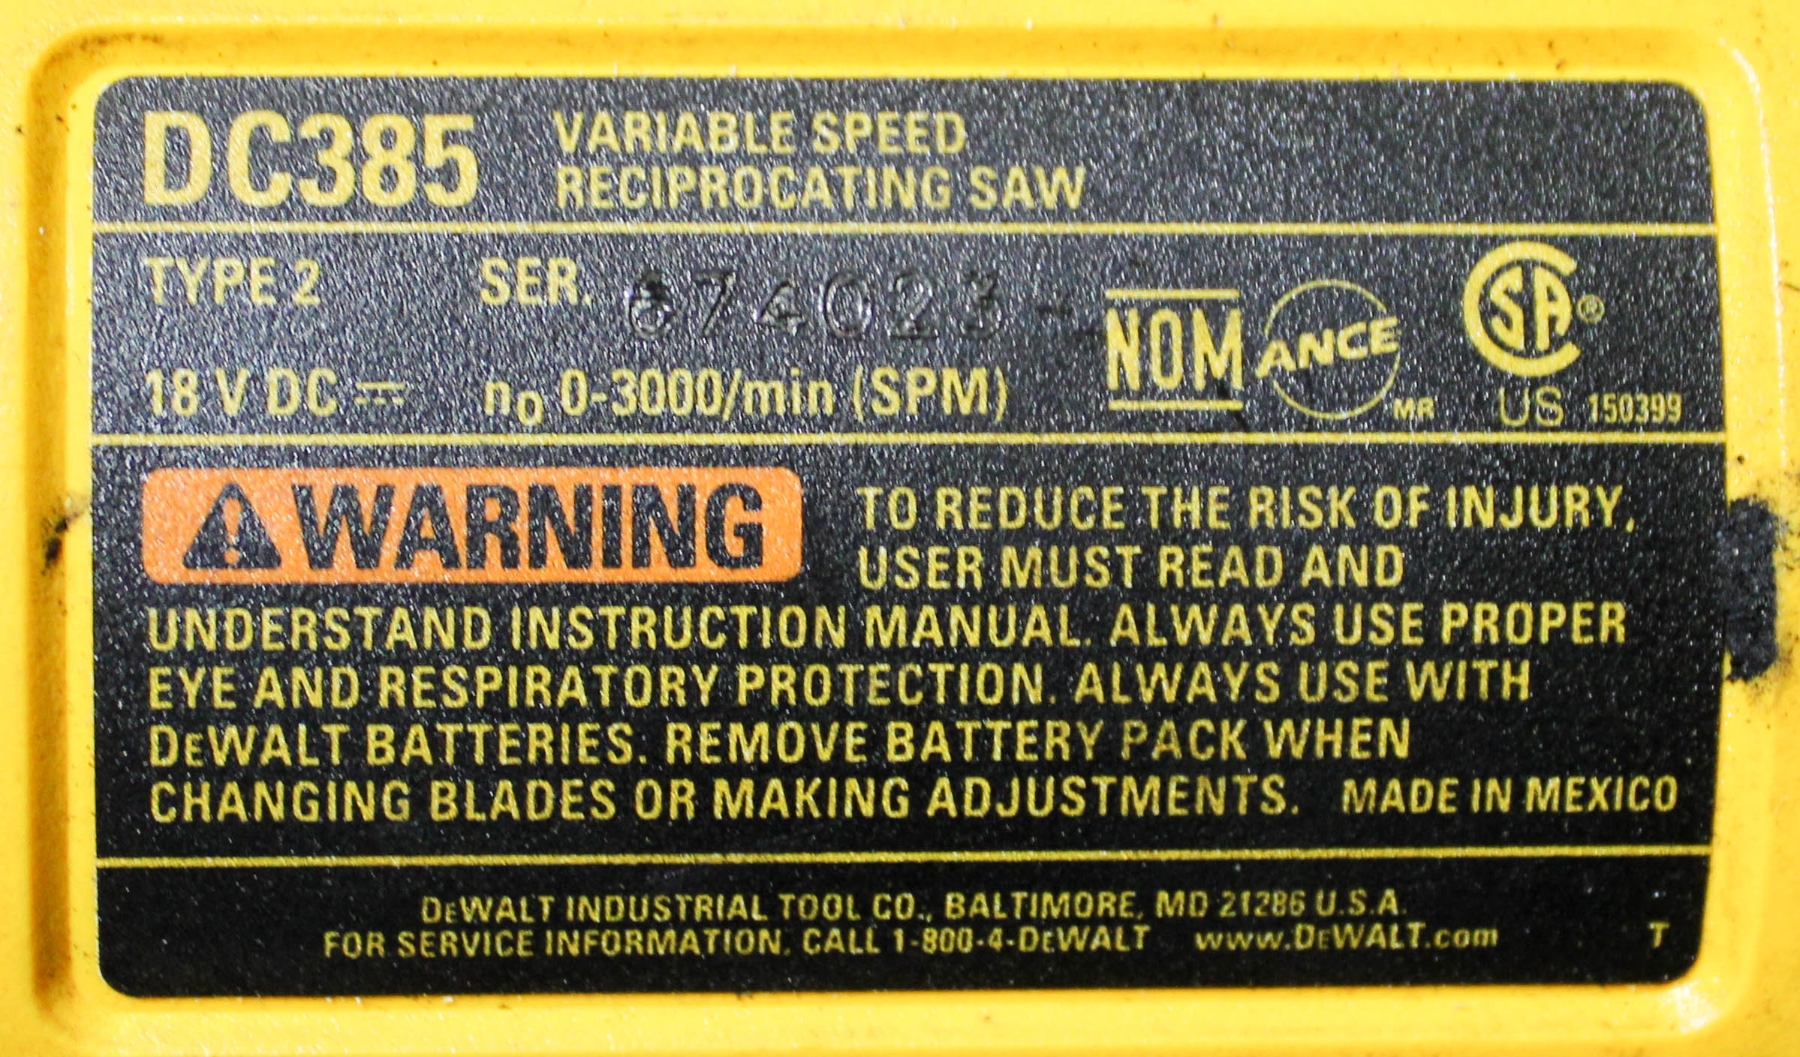 DC385 VARIABLE SPEED
RECIPROCATING SAW
TYPE 2 SER. 674023-
18 V DC ⎓ no 0-3000/min (SPM)
NOM ANCE MR
CSA® US 150399
WARNING TO REDUCE THE RISK OF INJURY,
USER MUST READ AND
UNDERSTAND INSTRUCTION MANUAL. ALWAYS USE PROPER
EYE AND RESPIRATORY PROTECTION. ALWAYS USE WITH
DEWALT BATTERIES. REMOVE BATTERY PACK WHEN
CHANGING BLADES OR MAKING ADJUSTMENTS. MADE IN MEXICO
DEWALT INDUSTRIAL TOOL CO., BALTIMORE, MD 21286 U.S.A.
FOR SERVICE INFORMATION, CALL 1-800-4-DEWALT www.DEWALT.com T